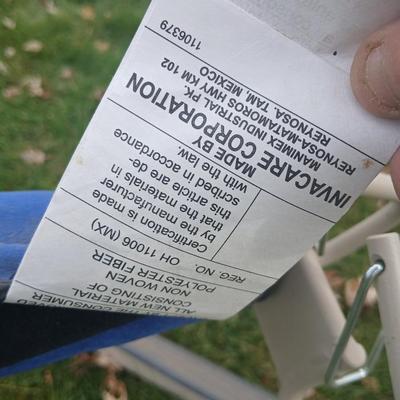 ALL NEW MATERIAL
CONSISTING OF
NON WOVEN
POLYESTER FIBER
REG. NO.
OH 11006 (MX)
Certification is made
by the manufacturer
that the materials in
this article are de-
scribed in accordance
with the law.
MADE BY
INVACARE CORPORATION
MANIMEX INDUSTRIAL PK
REYNOSA-MATAMOROS HWY KM 102
REYNOSA, TAM, MEXICO
1106379